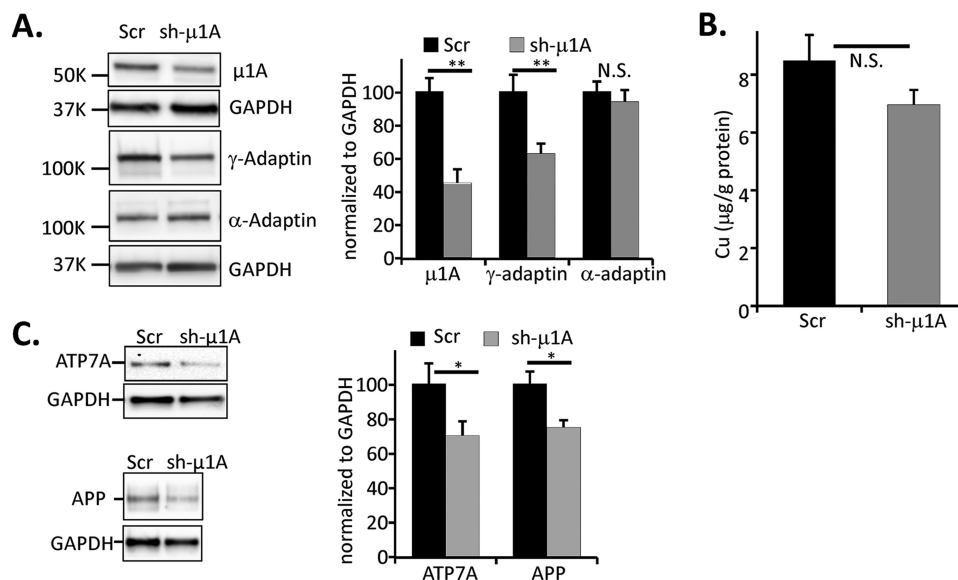 A.
Scr sh-μ1A
50K
μ1A
37K
GAPDH
100K
γ-Adaptin
100K
α-Adaptin
37K
GAPDH
Scr sh-μ1A
normalized to GAPDH
100
80
60
40
20
0
**
**
N.S.
μ1A γ-adaptin α-adaptin
B.
Cu (μg/g protein)
8
6
4
2
0
N.S.
Scr sh-μ1A
C.
Scr sh-μ1A
ATP7A
GAPDH
Scr sh-μ1A
APP
GAPDH
Scr sh-μ1A
normalized to GAPDH
100
80
60
40
20
0
*
*
ATP7A APP